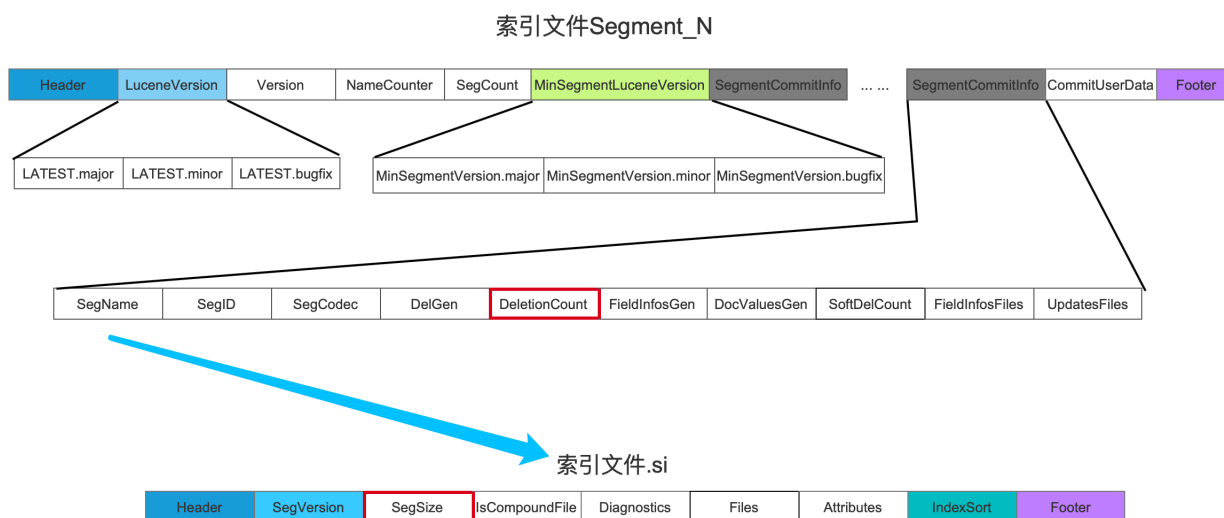 索引文件Segment_N
Header LuceneVersion Version NameCounter SegCount MinSegmentLuceneVersion SegmentCommitInfo ... ... SegmentCommitInfo CommitUserData Footer
LATEST.major LATEST.minor LATEST.bugfix MinSegmentVersion.major MinSegmentVersion.minor MinSegmentVersion.bugfix
SegName SegID SegCodec DelGen DeletionCount FieldInfosGen DocValuesGen SoftDelCount FieldInfosFiles UpdatesFiles
索引文件.si
Header SegVersion SegSize IsCompoundFile Diagnostics Files Attributes IndexSort Footer